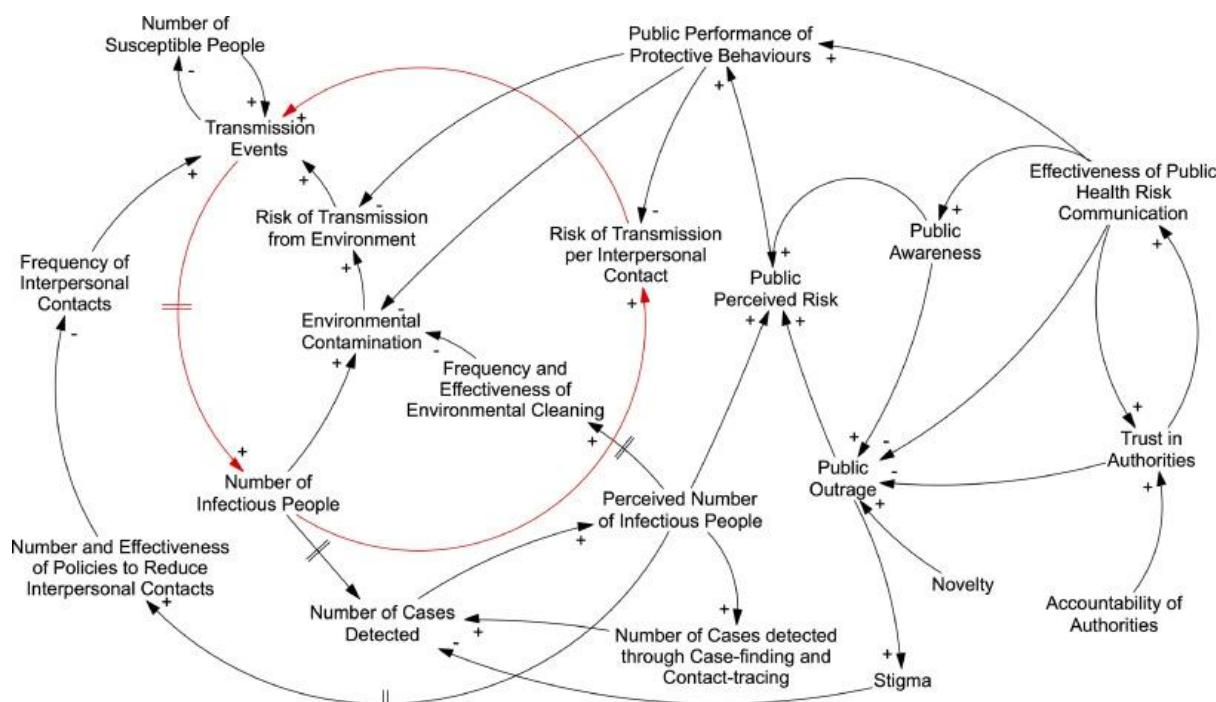 Number of
Susceptible People
Public Performance of
Protective Behaviours
-
+
+
+
+
+
Transmission
Events
+
+
Effectiveness of Public
Health Risk
Communication
-
-
+
+
Risk of Transmission
from Environment
Risk of Transmission
per Interpersonal
Contact
Public
Awareness
Frequency of
Interpersonal
Contacts
+
+
Public
Perceived Risk
+
-
-
Environmental
Contamination
+
+
+
-
Frequency and
Effectiveness of
Environmental Cleaning
+
+
+
+
-
+
Trust in
Authorities
-
+
Number of
Infectious People
Perceived Number
of Infectious People
Public
Outrage
+
+
Number and Effectiveness
of Policies to Reduce
Interpersonal Contacts
+
Novelty
Accountability of
Authorities
Number of Cases
Detected
+
-
+
Number of Cases detected
through Case-finding and
Contact-tracing
+
Stigma